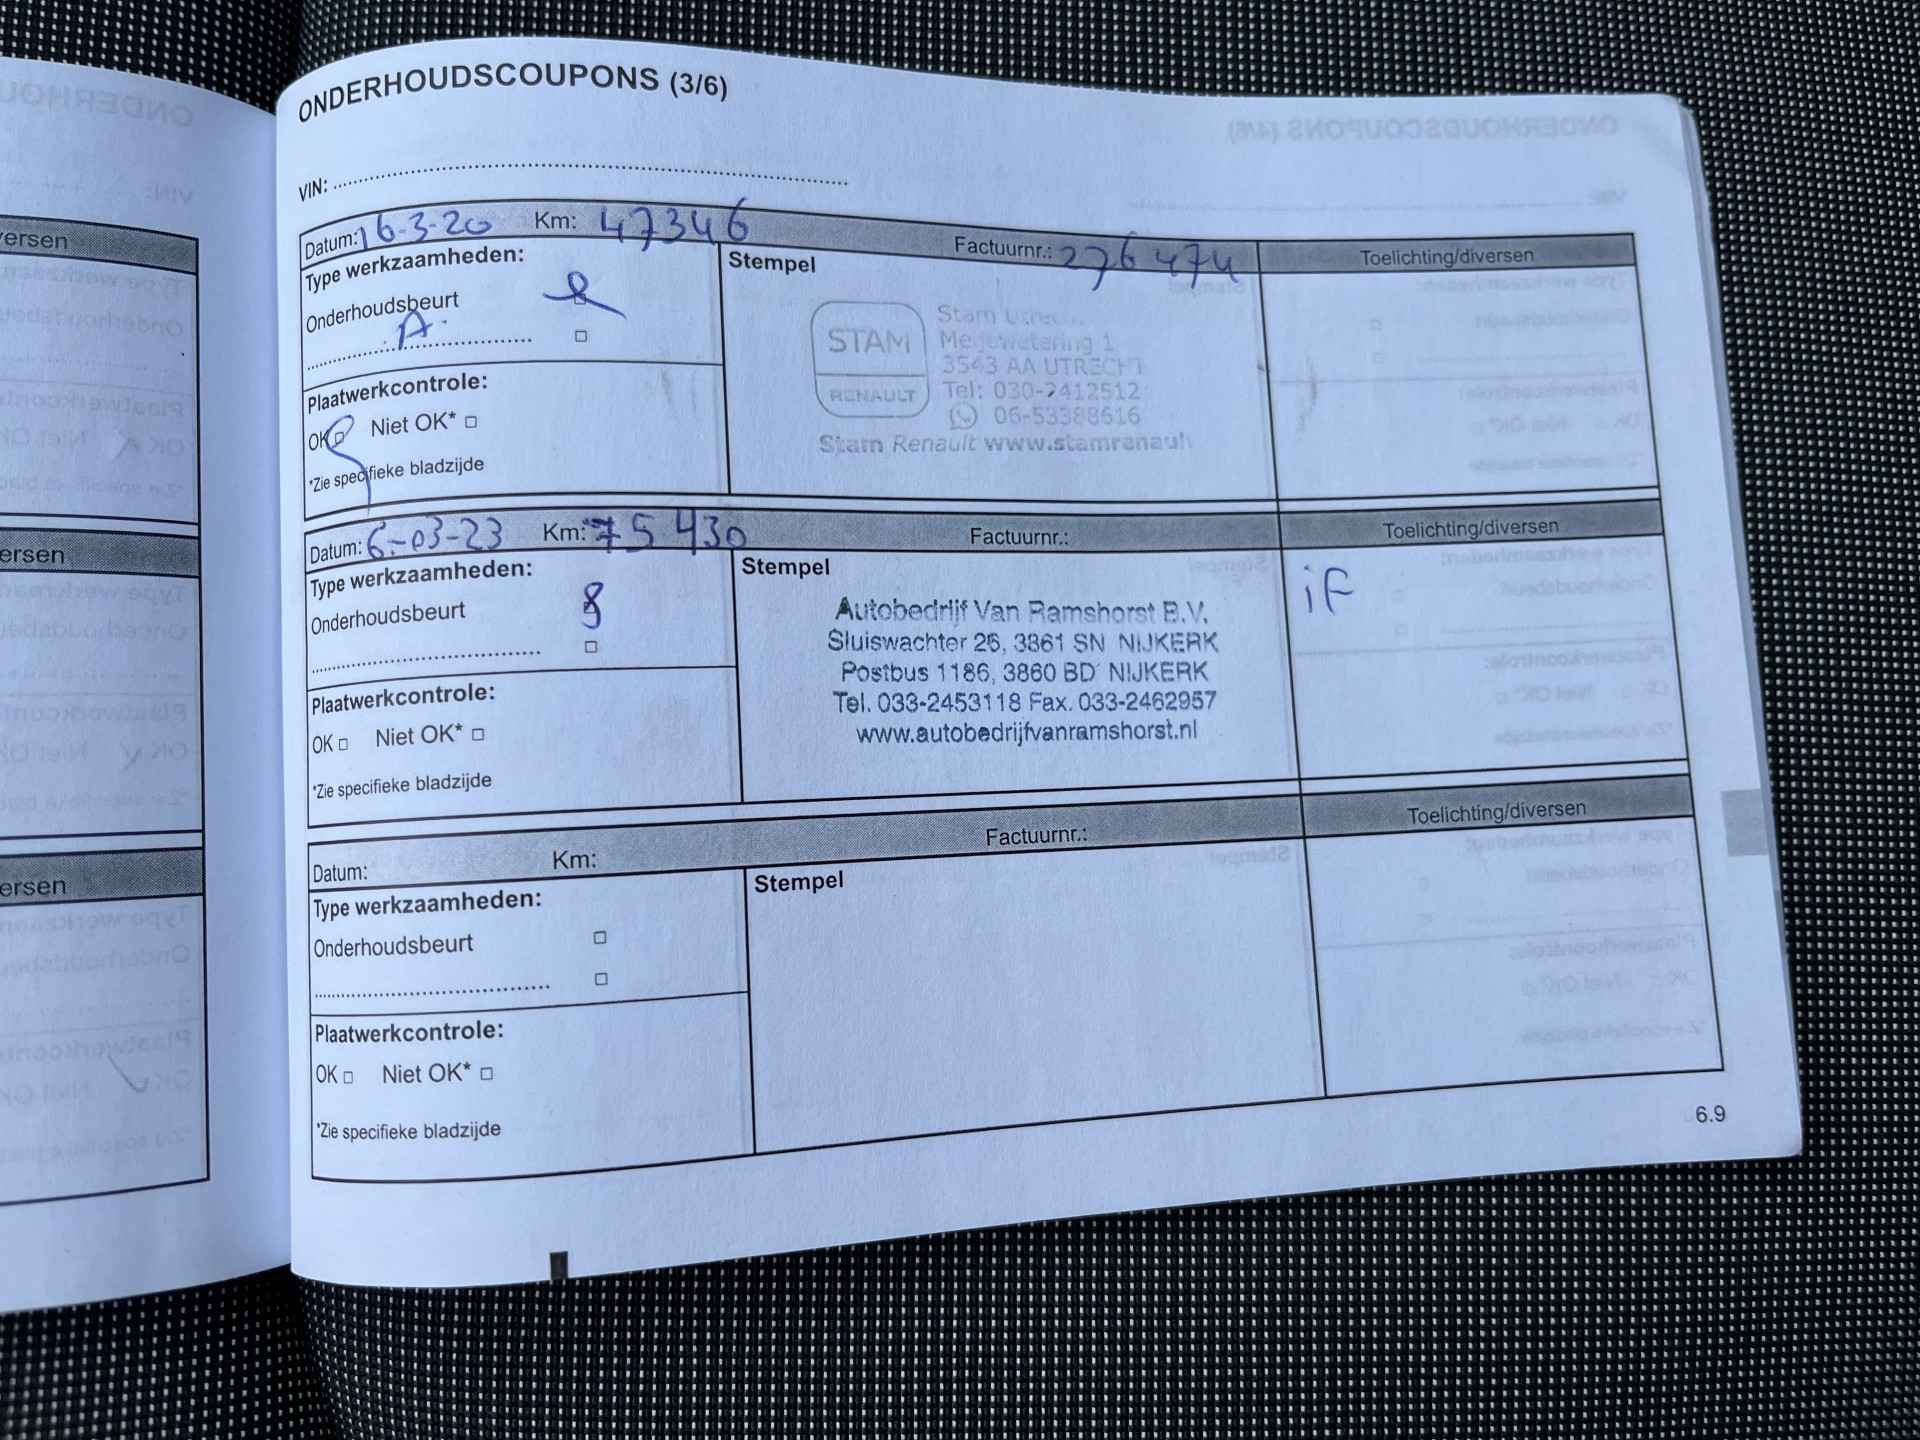 ONDERHOUDSCOUPONS (3/6)
VIN:
Datum: 16-3-20 Km: 47346 Factuurnr.: 276474 Toelichting/diversen
Type werkzaamheden:
Onderhoudsbeurt
A
Plaatwerkcontrole:
OK Niet OK*
*Zie specifieke bladzijde
Stempel
STAM
RENAULT
Stam
3543 AA UTRECHT
Tel: 030-2412512
06-53388616
Stam Renault www.stamrenault
Datum: 6-03-23 Km: 75430 Factuurnr.: Toelichting/diversen
Type werkzaamheden:
Onderhoudsbeurt
Plaatwerkcontrole:
OK Niet OK*
*Zie specifieke bladzijde
Stempel
Autobedrijf Van Ramshorst B.V.
Sluiswachter 26, 3861 SN NIJKERK
Postbus 1186, 3860 BD NIJKERK
Tel. 033-2453118 Fax. 033-2462957
www.autobedrijfvanramshorst.nl
iF
Datum: Km: Factuurnr.: Toelichting/diversen
Type werkzaamheden:
Onderhoudsbeurt
Plaatwerkcontrole:
OK Niet OK*
*Zie specifieke bladzijde
Stempel
6.9
ersen
ersen
ersen